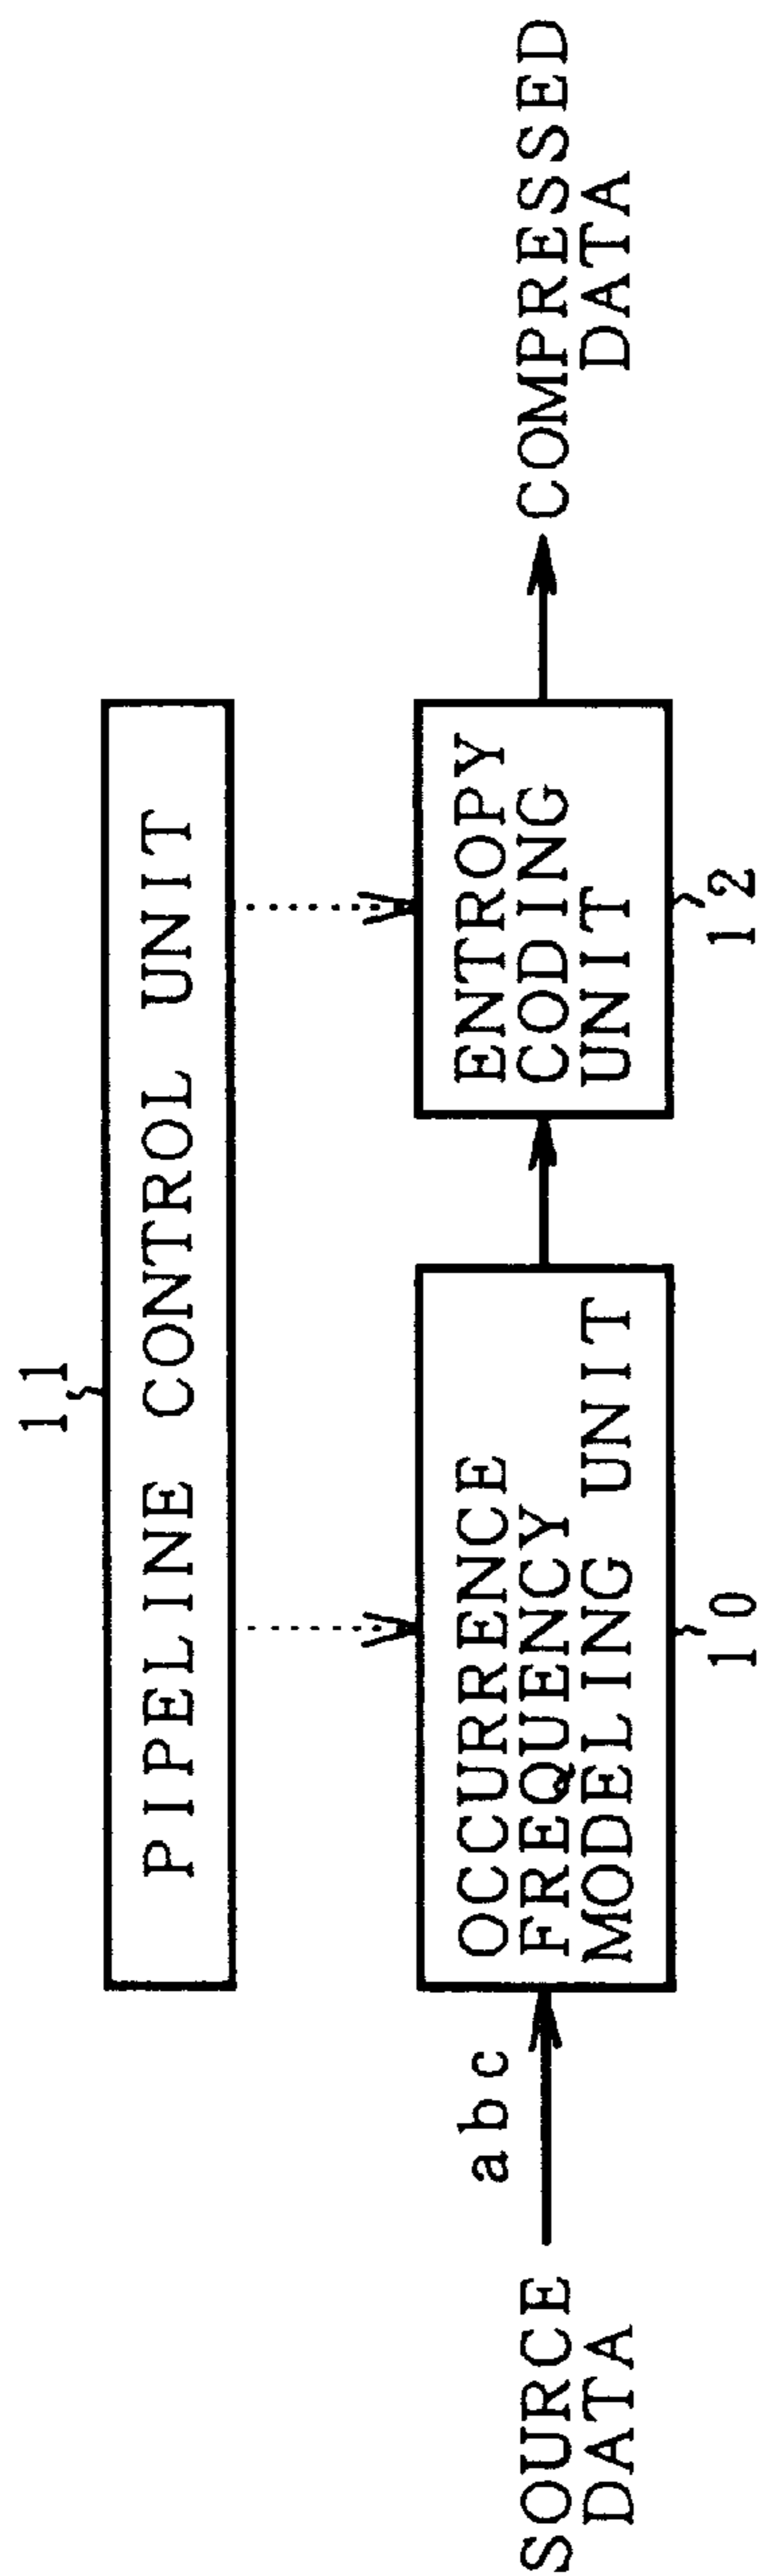 11
PIPELINE CONTROL UNIT
SOURCE
DATA
abc
OCCURRENCE
FREQUENCY
MODELING UNIT
10
ENTROPY
CODING
UNIT
12
COMPRESSED
DATA